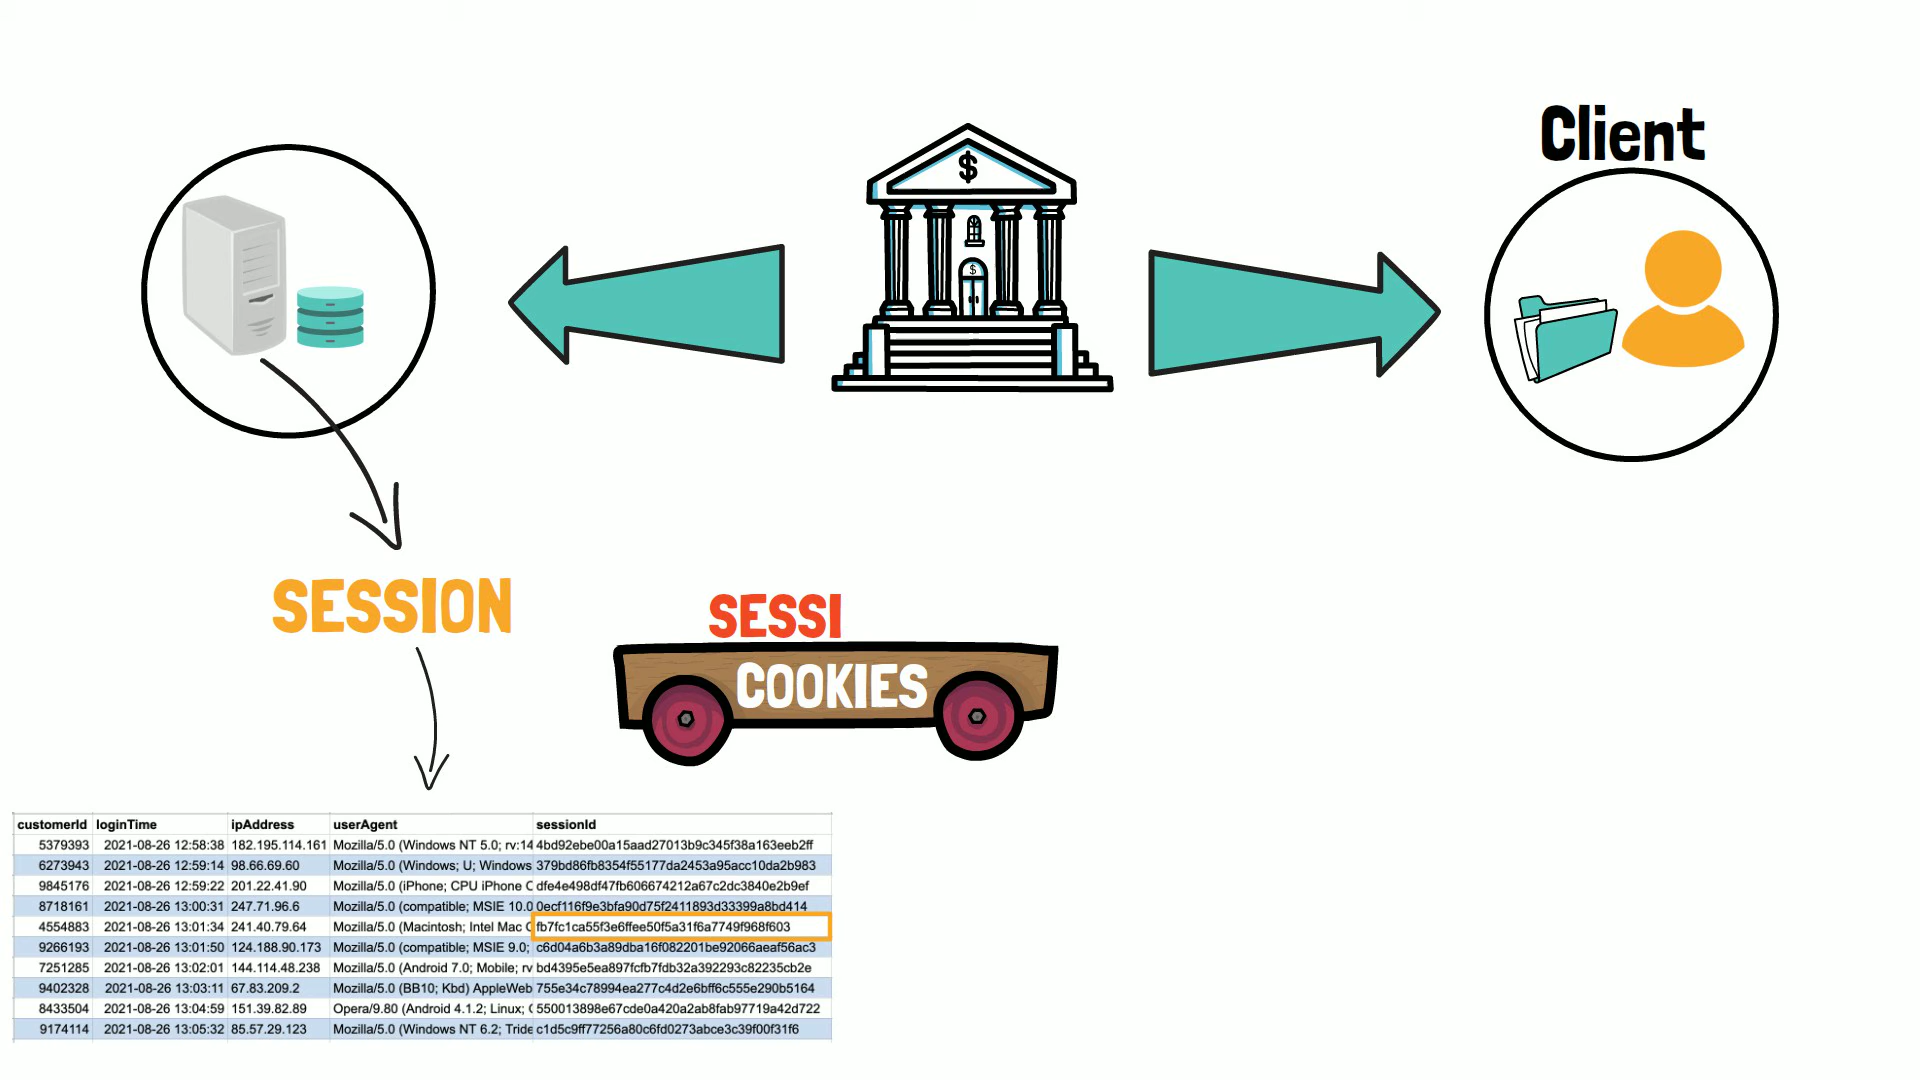 Client
$
$
SESSION
SESSI
COOKIES
customerId loginTime ipAddress userAgent sessionId
5379393 2021-08-26 12:58:38 182.195.114.161 Mozilla/5.0 (Windows NT 5.0; rv:14 4bd92ebe00a15aad27013b9c345f38a163eeb2ff
6273943 2021-08-26 12:59:14 98.66.69.60 Mozilla/5.0 (Windows; U; Windows 379bd86fb8354f55177da2453a95acc10da2b983
9845176 2021-08-26 12:59:22 201.22.41.90 Mozilla/5.0 (iPhone; CPU iPhone C dfe4e498df47fb606674212a67c2dc3840e2b9ef
8718161 2021-08-26 13:00:31 247.71.96.6 Mozilla/5.0 (compatible; MSIE 10.0 0ecf116f9e3bfa90d75f2411893d33399a8bd414
4554883 2021-08-26 13:01:34 241.40.79.64 Mozilla/5.0 (Macintosh; Intel Mac C fb7fc1ca55f3e6ffee50f5a31f6a7749f968f603
9266193 2021-08-26 13:01:50 124.188.90.173 Mozilla/5.0 (compatible; MSIE 9.0; c6d04a6b3a89dba16f082201be92066aeaf56ac3
7251285 2021-08-26 13:02:01 144.114.48.238 Mozilla/5.0 (Android 7.0; Mobile; rv bd4395e5ea897fcfb7fdb32a392293c82235cb2e
9402328 2021-08-26 13:03:11 67.83.209.2 Mozilla/5.0 (BB10; Kbd) AppleWeb 755e34c78994ea277c4d2e6bff6c555e290b5164
8433504 2021-08-26 13:04:59 151.39.82.89 Opera/9.80 (Android 4.1.2; Linux; ( 550013898e67cde0a420a2ab8fab97719a42d722
9174114 2021-08-26 13:05:32 85.57.29.123 Mozilla/5.0 (Windows NT 6.2; Tride c1d5c9ff77256a80c6fd0273abce3c39f00f31f6